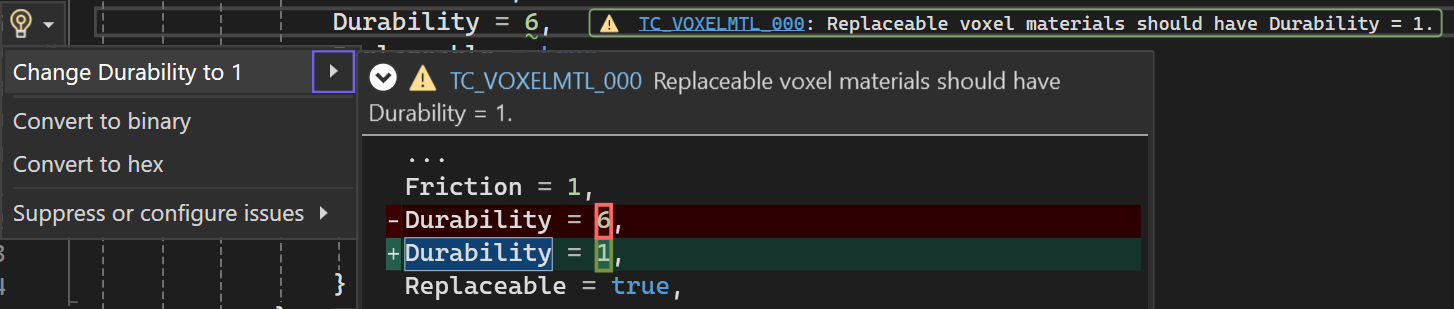 Durability = 6,
TC_VOXELMTL_000: Replaceable voxel materials should have Durability = 1.
Change Durability to 1
Convert to binary
Convert to hex
Suppress or configure issues
TC_VOXELMTL_000 Replaceable voxel materials should have
Durability = 1.
...
Friction = 1,
- Durability = 6,
+ Durability = 1,
Replaceable = true,
}